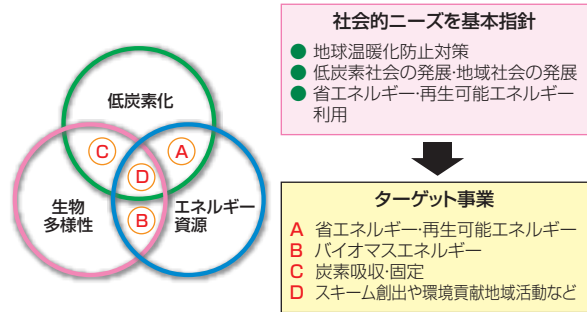 低炭素化
C
A
D
B
生物
多様性
エネルギー
資源
社会的ニーズを基本指針
● 地球温暖化防止対策
● 低炭素社会の発展･地域社会の発展
● 省エネルギー･再生可能エネルギー
利用
ターゲット事業
A 省エネルギー･再生可能エネルギー
B バイオマスエネルギー
C 炭素吸収･固定
D スキーム創出や環境貢献地域活動など